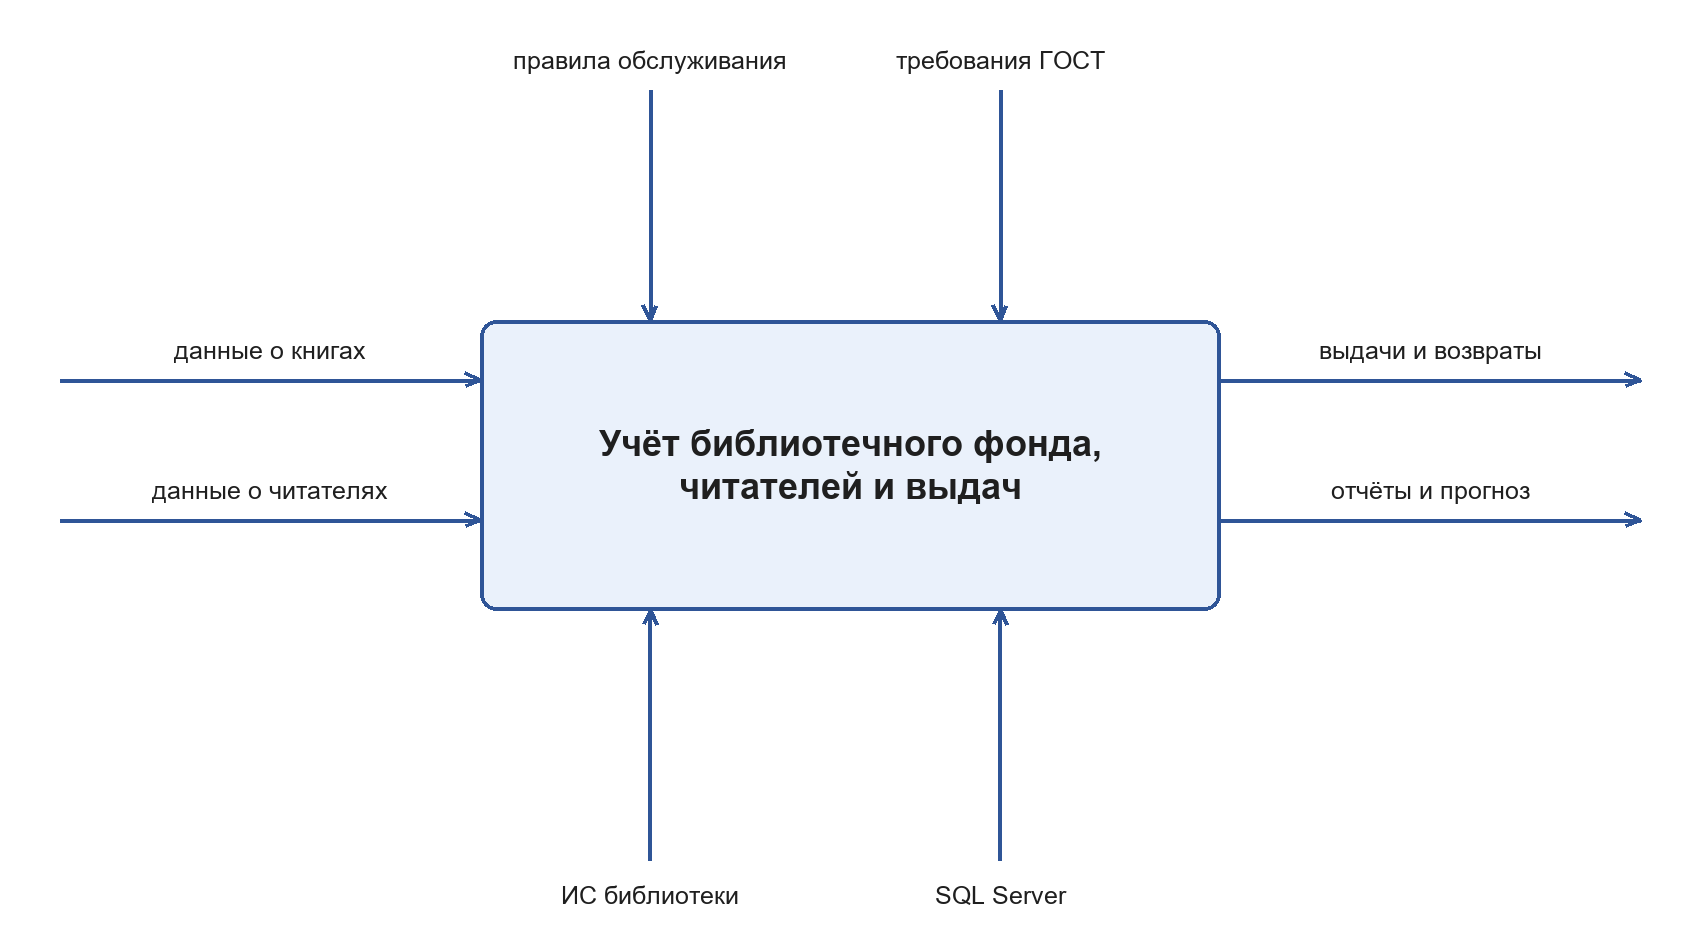 правила обслуживания
требования ГОСТ
данные о книгах
выдачи и возвраты
Учёт библиотечного фонда,
читателей и выдач
данные о читателях
отчёты и прогноз
ИС библиотеки
SQL Server